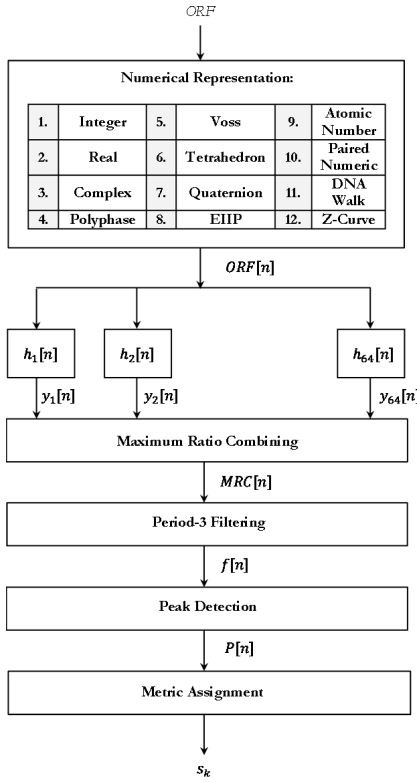 ORF
Numerical Representation:
1. Integer 5. Voss 9. Atomic Number
2. Real 6. Tetrahedron 10. Paired Numeric
3. Complex 7. Quaternion 11. DNA Walk
4. Polyphase 8. EIIP 12. Z-Curve
ORF[n]
h₁[n] h₂[n] h₆₄[n]
y₁[n] y₂[n] y₆₄[n]
Maximum Ratio Combining
MRC[n]
Period-3 Filtering
f[n]
Peak Detection
P[n]
Metric Assignment
sₖ